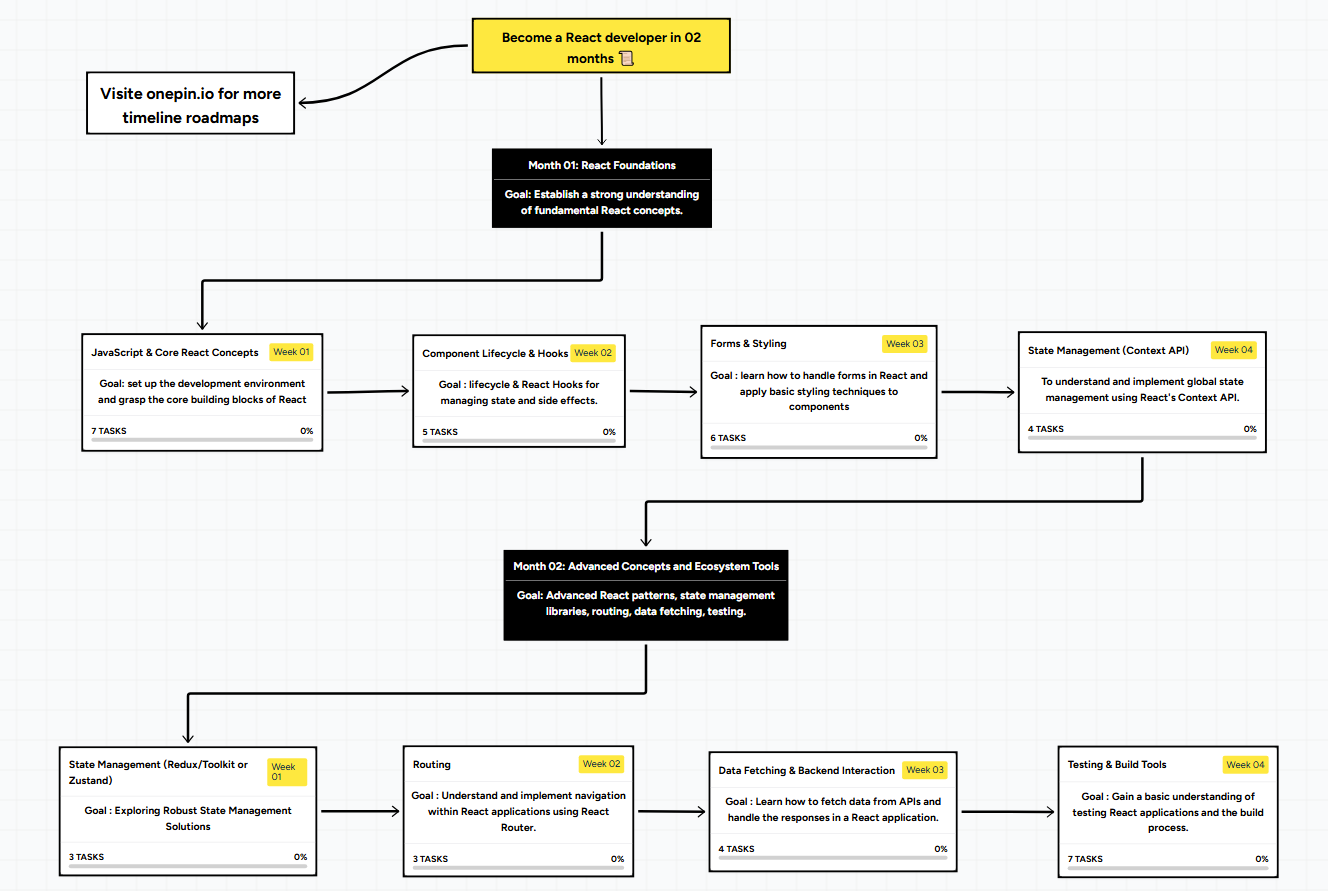 Become a React developer in 02
months 📜
Visite onepin.io for more
timeline roadmaps
Month 01: React Foundations
Goal: Establish a strong understanding
of fundamental React concepts.
JavaScript & Core React Concepts
Week 01
Goal: set up the development environment
and grasp the core building blocks of React
7 TASKS
0%
Component Lifecycle & Hooks
Week 02
Goal : lifecycle & React Hooks for
managing state and side effects.
5 TASKS
0%
Forms & Styling
Week 03
Goal : learn how to handle forms in React and
apply basic styling techniques to
components
6 TASKS
0%
State Management (Context API)
Week 04
To understand and implement global state
management using React's Context API.
4 TASKS
0%
Month 02: Advanced Concepts and Ecosystem Tools
Goal: Advanced React patterns, state management
libraries, routing, data fetching, testing.
State Management (Redux/Toolkit or
Zustand)
Week
01
Goal : Exploring Robust State Management
Solutions
3 TASKS
0%
Routing
Week 02
Goal : Understand and implement navigation
within React applications using React
Router.
3 TASKS
0%
Data Fetching & Backend Interaction
Week 03
Goal : Learn how to fetch data from APIs and
handle the responses in a React application.
4 TASKS
0%
Testing & Build Tools
Week 04
Goal : Gain a basic understanding of
testing React applications and the build
process.
7 TASKS
0%